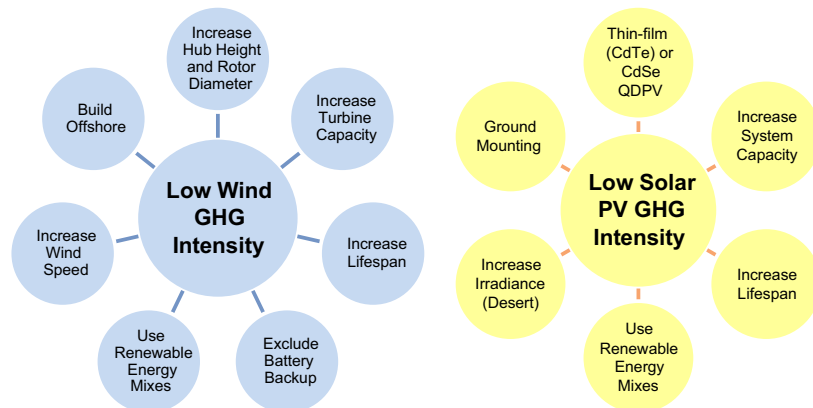 Increase
Hub Height
and Rotor
Diameter
Build
Offshore
Increase
Turbine
Capacity
Low Wind
GHG
Intensity
Increase
Wind
Speed
Increase
Lifespan
Use
Renewable
Energy
Mixes
Exclude
Battery
Backup
Thin-film
(CdTe) or
CdSe
QDPV
Ground
Mounting
Increase
System
Capacity
Low Solar
PV GHG
Intensity
Increase
Irradiance
(Desert)
Increase
Lifespan
Use
Renewable
Energy
Mixes